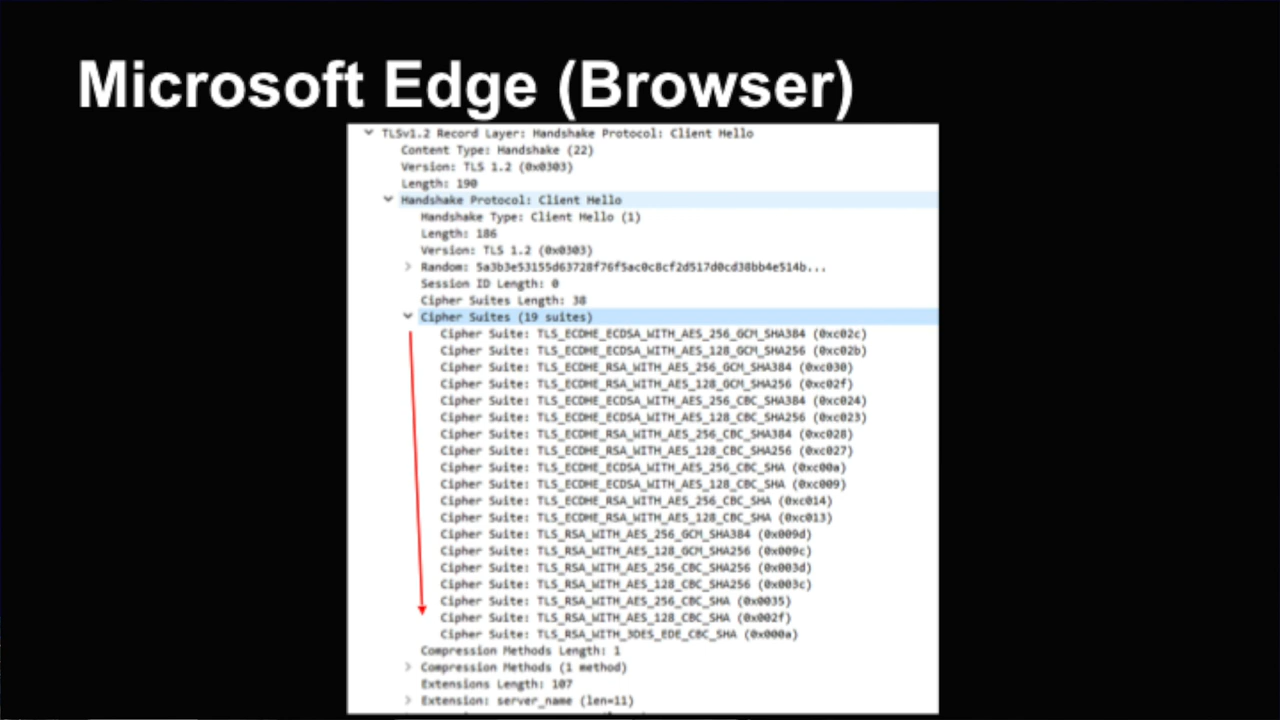 Microsoft Edge (Browser)
TLSv1.2 Record Layer: Handshake Protocol: Client Hello
Content Type: Handshake (22)
Version: TLS 1.2 (0x0303)
Length: 190
Handshake Protocol: Client Hello
Handshake Type: Client Hello (1)
Length: 186
Version: TLS 1.2 (0x0303)
Random: 5a3b3e53155d63728f76f5ac0c8cf2d517d0cd38bb4e514b...
Session ID Length: 0
Cipher Suites Length: 38
Cipher Suites (19 suites)
Cipher Suite: TLS_ECDHE_ECDSA_WITH_AES_256_GCM_SHA384 (0xc02c)
Cipher Suite: TLS_ECDHE_ECDSA_WITH_AES_128_GCM_SHA256 (0xc02b)
Cipher Suite: TLS_ECDHE_RSA_WITH_AES_256_GCM_SHA384 (0xc030)
Cipher Suite: TLS_ECDHE_RSA_WITH_AES_128_GCM_SHA256 (0xc02f)
Cipher Suite: TLS_ECDHE_ECDSA_WITH_AES_256_CBC_SHA384 (0xc024)
Cipher Suite: TLS_ECDHE_ECDSA_WITH_AES_128_CBC_SHA256 (0xc023)
Cipher Suite: TLS_ECDHE_RSA_WITH_AES_256_CBC_SHA384 (0xc028)
Cipher Suite: TLS_ECDHE_RSA_WITH_AES_128_CBC_SHA256 (0xc027)
Cipher Suite: TLS_ECDHE_ECDSA_WITH_AES_256_CBC_SHA (0xc00a)
Cipher Suite: TLS_ECDHE_ECDSA_WITH_AES_128_CBC_SHA (0xc009)
Cipher Suite: TLS_ECDHE_RSA_WITH_AES_256_CBC_SHA (0xc014)
Cipher Suite: TLS_ECDHE_RSA_WITH_AES_128_CBC_SHA (0xc013)
Cipher Suite: TLS_RSA_WITH_AES_256_GCM_SHA384 (0x009d)
Cipher Suite: TLS_RSA_WITH_AES_128_GCM_SHA256 (0x009c)
Cipher Suite: TLS_RSA_WITH_AES_256_CBC_SHA256 (0x003d)
Cipher Suite: TLS_RSA_WITH_AES_128_CBC_SHA256 (0x003c)
Cipher Suite: TLS_RSA_WITH_AES_256_CBC_SHA (0x0035)
Cipher Suite: TLS_RSA_WITH_AES_128_CBC_SHA (0x002f)
Cipher Suite: TLS_RSA_WITH_3DES_EDE_CBC_SHA (0x000a)
Compression Methods Length: 1
Compression Methods (1 method)
Extensions Length: 107
Extension: server_name (len=11)